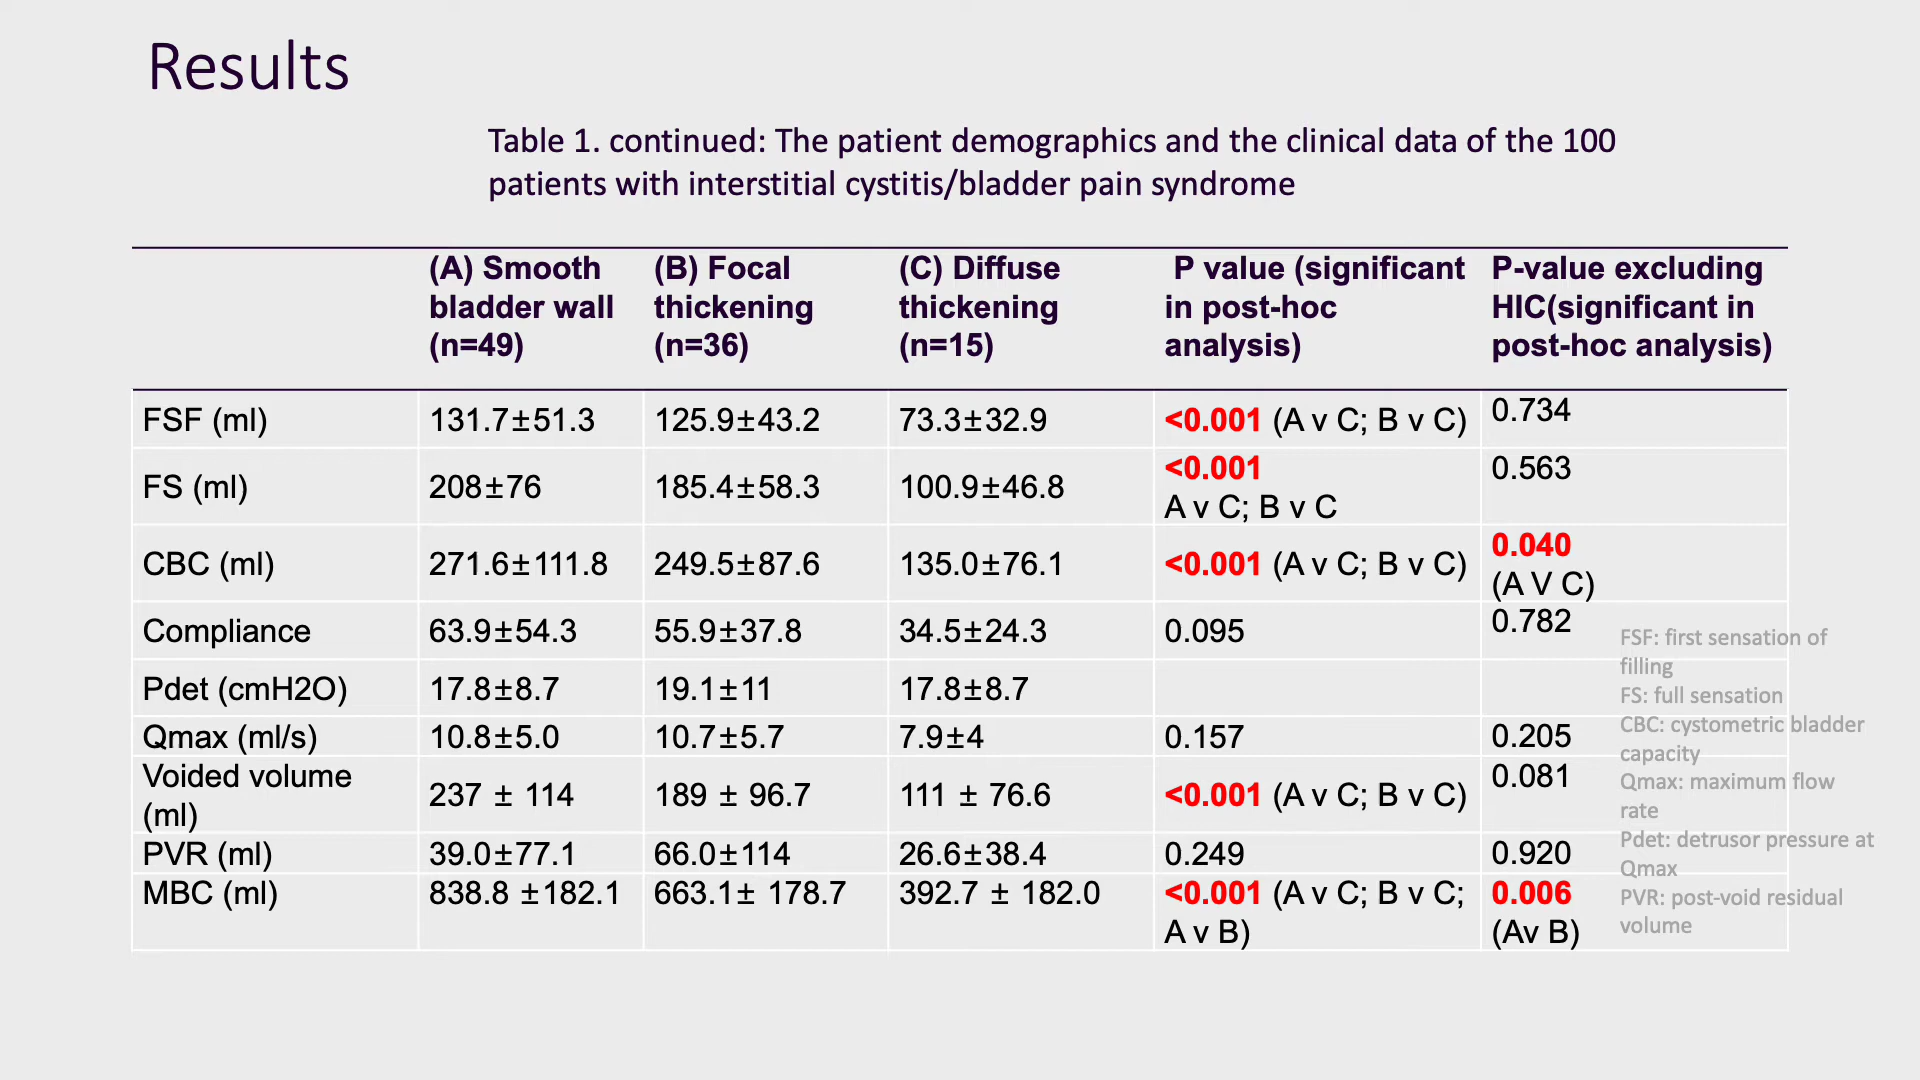 Results
Table 1. continued: The patient demographics and the clinical data of the 100
patients with interstitial cystitis/bladder pain syndrome
(A) Smooth bladder wall (n=49) (B) Focal thickening (n=36) (C) Diffuse thickening (n=15) P value (significant in post-hoc analysis) P-value excluding HIC(significant in post-hoc analysis)
FSF (ml) 131.7±51.3 125.9±43.2 73.3±32.9 <0.001 (A v C; B v C) 0.734
FS (ml) 208±76 185.4±58.3 100.9±46.8 <0.001 A v C; B v C 0.563
CBC (ml) 271.6±111.8 249.5±87.6 135.0±76.1 <0.001 (A v C; B v C) 0.040 (A V C)
Compliance 63.9±54.3 55.9±37.8 34.5±24.3 0.095 0.782
Pdet (cmH2O) 17.8±8.7 19.1±11 17.8±8.7
Qmax (ml/s) 10.8±5.0 10.7±5.7 7.9±4 0.157 0.205
Voided volume (ml) 237 ± 114 189 ± 96.7 111 ± 76.6 <0.001 (A v C; B v C) 0.081
PVR (ml) 39.0±77.1 66.0±114 26.6±38.4 0.249 0.920
MBC (ml) 838.8 ±182.1 663.1± 178.7 392.7 ± 182.0 <0.001 (A v C; B v C; A v B) 0.006 (Av B)
FSF: first sensation of
filling
FS: full sensation
CBC: cystometric bladder
capacity
Qmax: maximum flow
rate
Pdet: detrusor pressure at
Qmax
PVR: post-void residual
volume